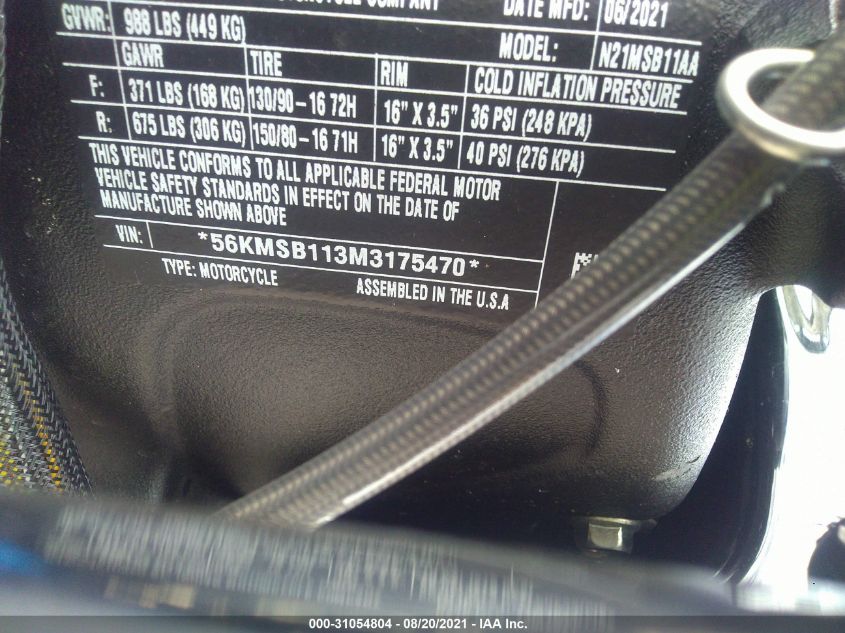 COMPANY DATE MFD: 06/2021
GVWR: 988 LBS (449 KG) MODEL: N21MSB11AA
GAWR TIRE RIM COLD INFLATION PRESSURE
F: 371 LBS (168 KG) 130/90-16 72H 16" X 3.5" 36 PSI (248 KPA)
R: 675 LBS (306 KG) 150/80-16 71H 16" X 3.5" 40 PSI (276 KPA)
THIS VEHICLE CONFORMS TO ALL APPLICABLE FEDERAL MOTOR
VEHICLE SAFETY STANDARDS IN EFFECT ON THE DATE OF
MANUFACTURE SHOWN ABOVE
VIN: *56KMSB113M3175470*
TYPE: MOTORCYCLE ASSEMBLED IN THE U.S.A
000-31054804 - 08/20/2021 - IAA Inc.